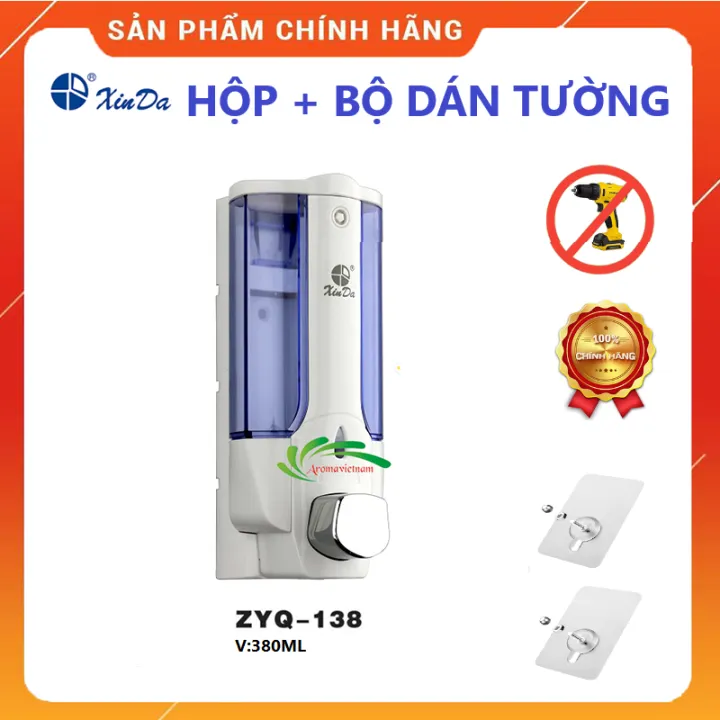 SẢN PHẨM CHÍNH HÃNG
® XinDa HỘP + BỘ DÁN TƯỜNG
®
XinDa
100%
CHÍNH HÃNG
Aromavietnam
ZYQ-138
V:380ML